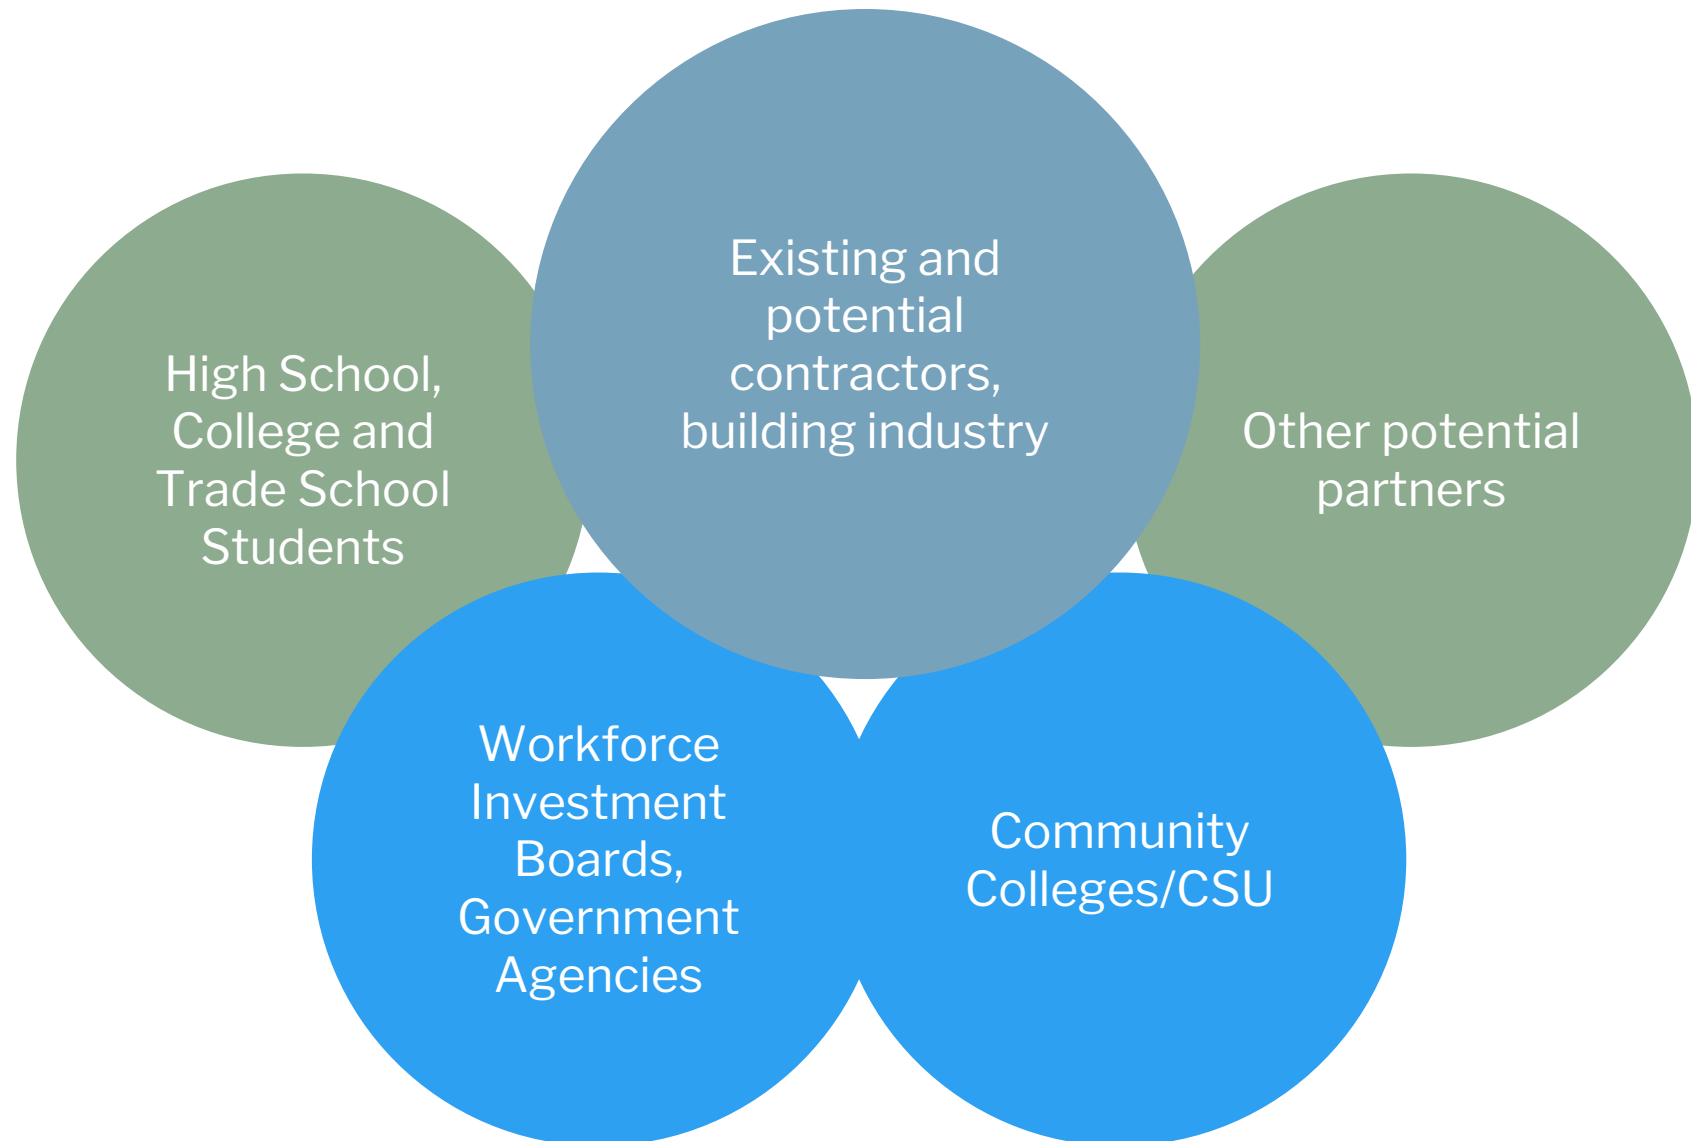 Existing and
potential
contractors,
building industry
High School,
College and
Trade School
Students
Other potential
partners
Workforce
Investment
Boards,
Government
Agencies
Community
Colleges/CSU